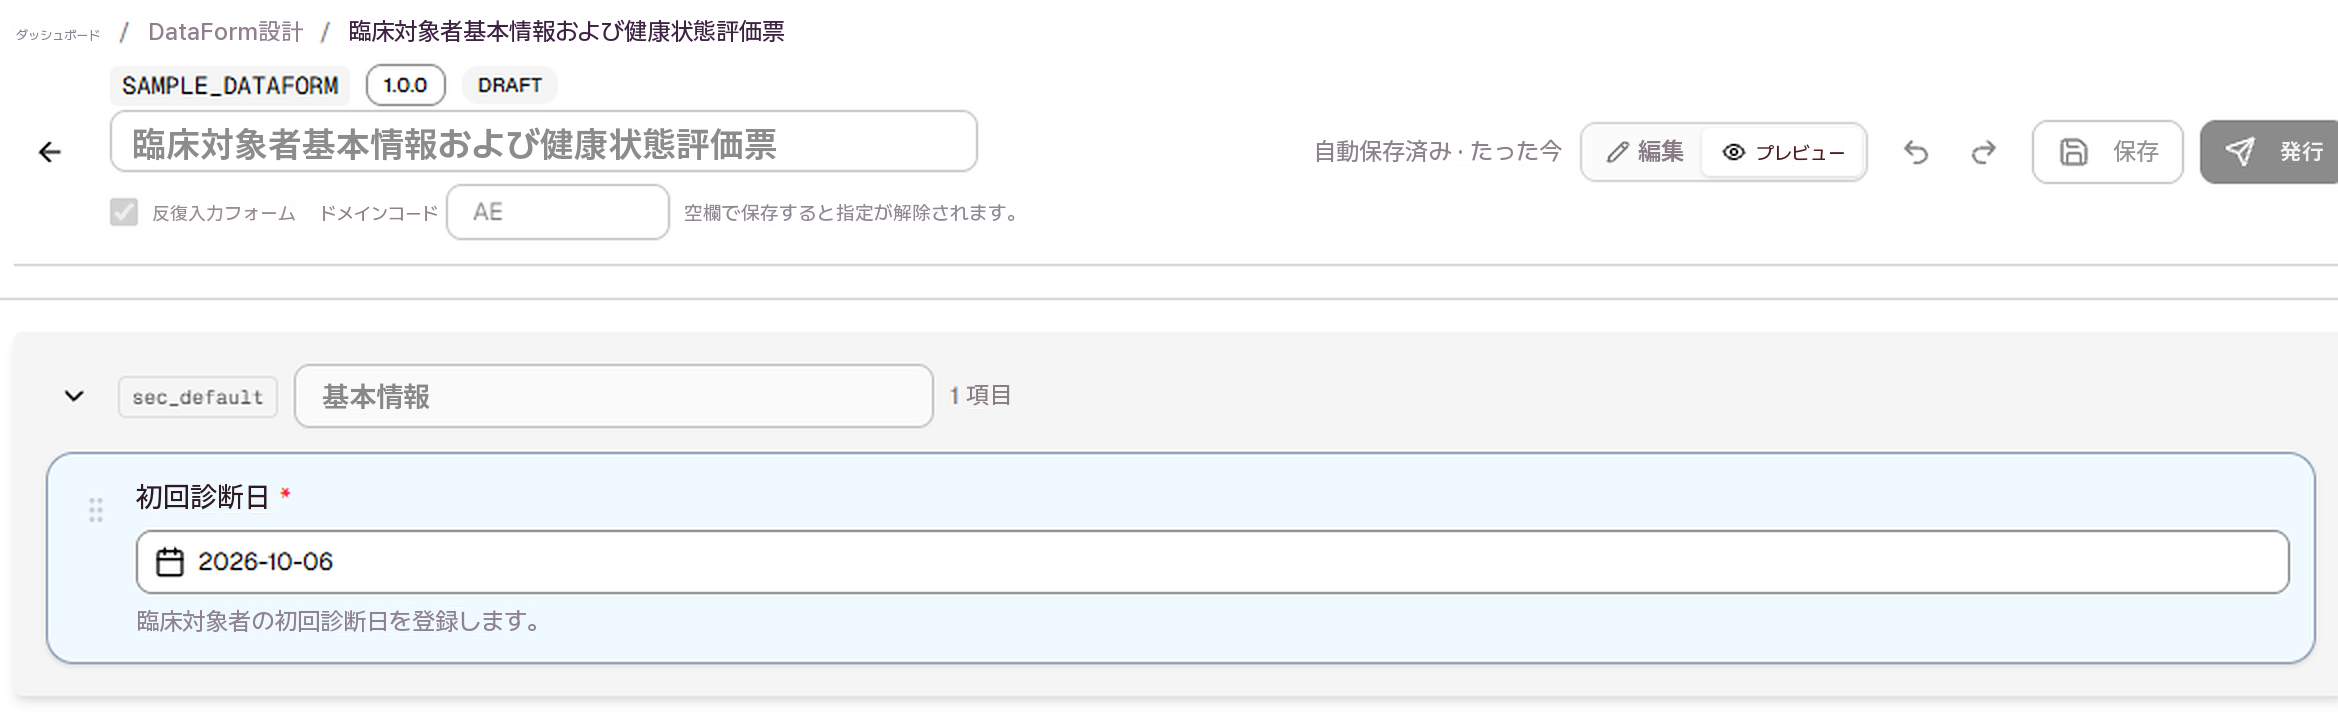 ダッシュボード / DataForm設計 / 臨床対象者基本情報および健康状態評価票
SAMPLE_DATAFORM 1.0.0 DRAFT
臨床対象者基本情報および健康状態評価票
自動保存済み · たった今 編集 プレビュー 保存 発行
反復入力フォーム ドメインコード AE 空欄で保存すると指定が解除されます。
sec_default 基本情報 1 項目
初回診断日 *
2026-10-06
臨床対象者の初回診断日を登録します。